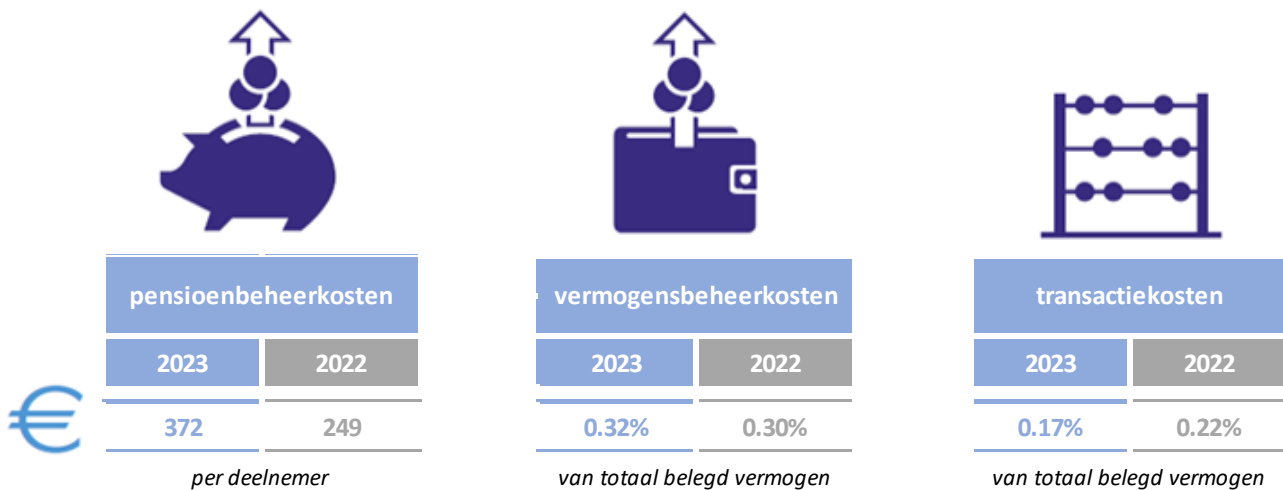 pensioenbeheerkosten
2023 2022
€ 372 249
per deelnemer
vermogensbeheerkosten
2023 2022
0.32% 0.30%
van totaal belegd vermogen
transactiekosten
2023 2022
0.17% 0.22%
van totaal belegd vermogen